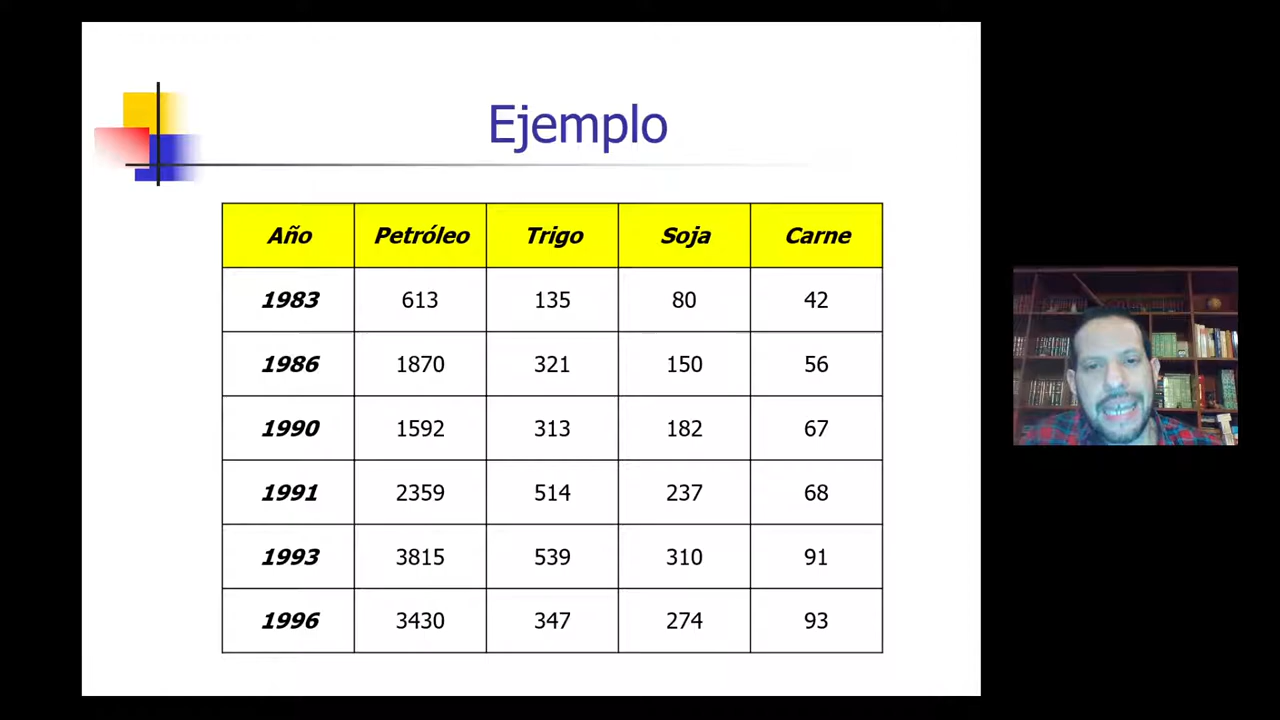 Ejemplo
Año Petróleo Trigo Soja Carne
1983 613 135 80 42
1986 1870 321 150 56
1990 1592 313 182 67
1991 2359 514 237 68
1993 3815 539 310 91
1996 3430 347 274 93